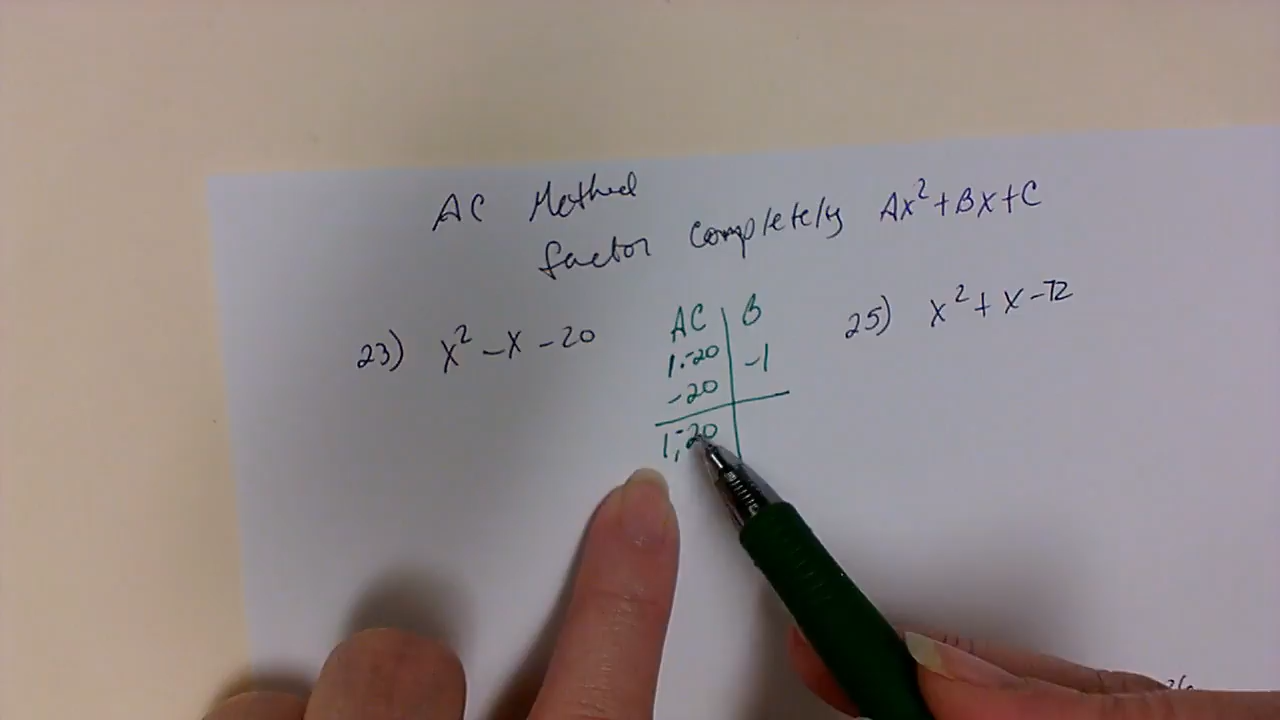 AC Method
factor completely Ax²+Bx+C
23) x² - x - 20
AC | B
1·-20 | -1
-20
1,-20
25) x² + x - 72